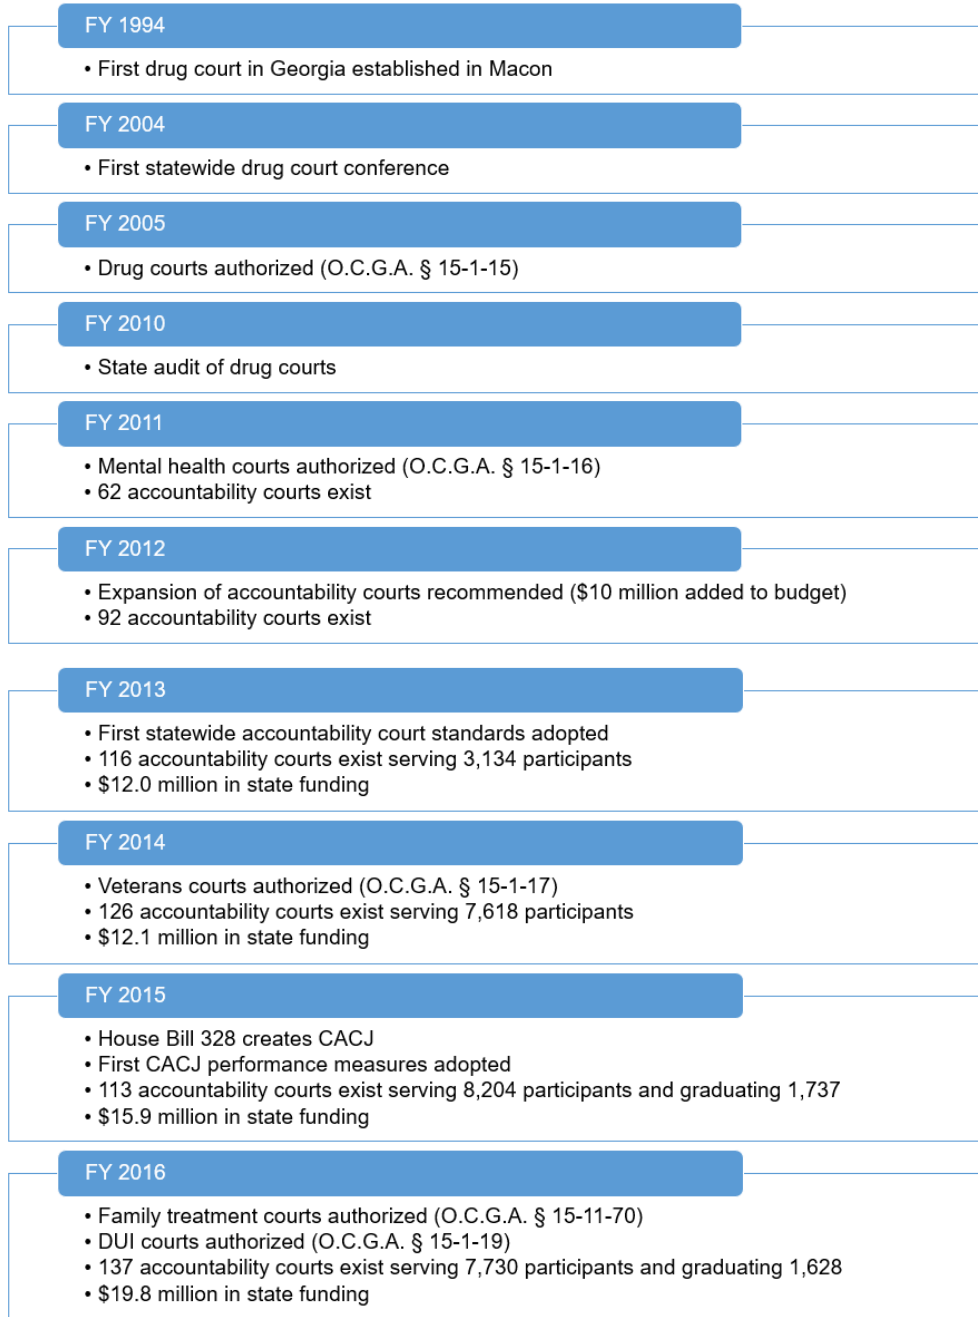 FY 1994
• First drug court in Georgia established in Macon
FY 2004
• First statewide drug court conference
FY 2005
• Drug courts authorized (O.C.G.A. § 15-1-15)
FY 2010
• State audit of drug courts
FY 2011
• Mental health courts authorized (O.C.G.A. § 15-1-16)
• 62 accountability courts exist
FY 2012
• Expansion of accountability courts recommended ($10 million added to budget)
• 92 accountability courts exist
FY 2013
• First statewide accountability court standards adopted
• 116 accountability courts exist serving 3,134 participants
• $12.0 million in state funding
FY 2014
• Veterans courts authorized (O.C.G.A. § 15-1-17)
• 126 accountability courts exist serving 7,618 participants
• $12.1 million in state funding
FY 2015
• House Bill 328 creates CACJ
• First CACJ performance measures adopted
• 113 accountability courts exist serving 8,204 participants and graduating 1,737
• $15.9 million in state funding
FY 2016
• Family treatment courts authorized (O.C.G.A. § 15-11-70)
• DUI courts authorized (O.C.G.A. § 15-1-19)
• 137 accountability courts exist serving 7,730 participants and graduating 1,628
• $19.8 million in state funding